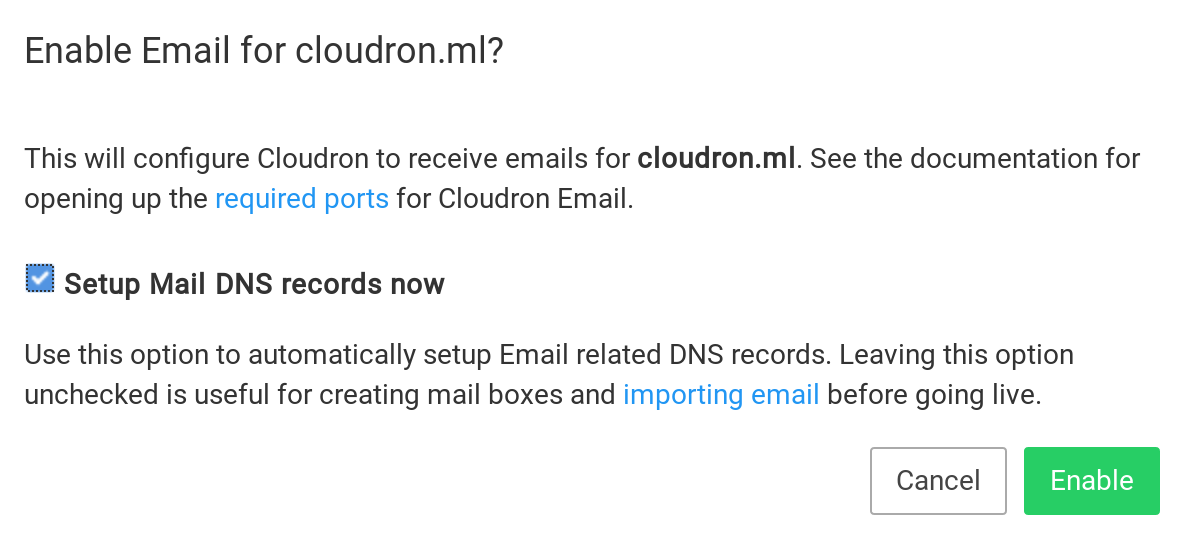 Enable Email for cloudron.ml?
This will configure Cloudron to receive emails for cloudron.ml. See the documentation for
opening up the required ports for Cloudron Email.
Setup Mail DNS records now
Use this option to automatically setup Email related DNS records. Leaving this option
unchecked is useful for creating mail boxes and importing email before going live.
Cancel Enable